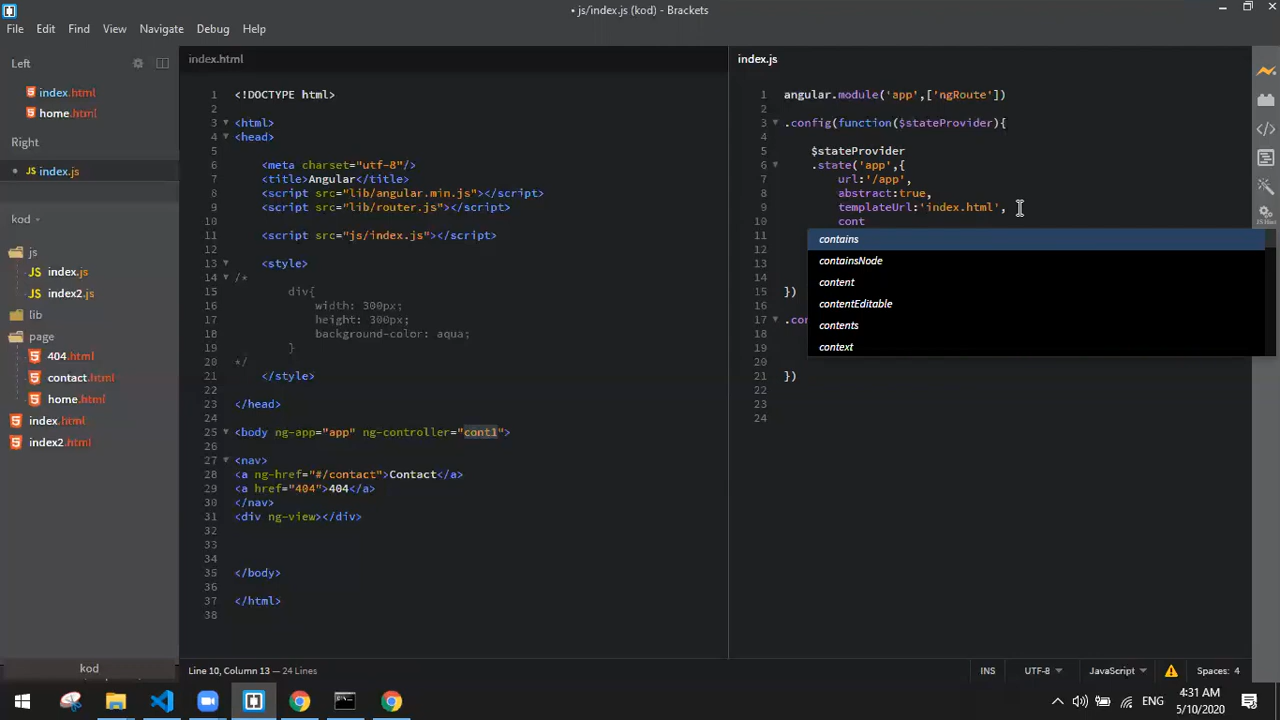 • js/index.js (kod) - Brackets
File Edit Find View Navigate Debug Help
Left
index.html
home.html
Right
• index.js
kod
js
index.js
index2.js
lib
page
404.html
contact.html
home.html
index.html
index2.html
kod
index.html
1 <!DOCTYPE html>
2
3 <html>
4 <head>
5
6 <meta charset="utf-8"/>
7 <title>Angular</title>
8 <script src="lib/angular.min.js"></script>
9 <script src="lib/router.js"></script>
10
11 <script src="js/index.js"></script>
12
13 <style>
14 /*
15 div{
16 width: 300px;
17 height: 300px;
18 background-color: aqua;
19 }
20 */
21 </style>
22
23 </head>
24
25 <body ng-app="app" ng-controller="cont1">
26
27 <nav>
28 <a ng-href="#/contact">Contact</a>
29 <a href="404">404</a>
30 </nav>
31 <div ng-view></div>
32
33
34
35 </body>
36
37 </html>
38
index.js
1 angular.module('app',['ngRoute'])
2
3 .config(function($stateProvider){
4
5 $stateProvider
6 .state('app',{
7 url:'/app',
8 abstract:true,
9 templateUrl:'index.html',
10 cont
11
12
13
14
15 })
16
17 .co
18
19
20
21 })
22
23
24
contains
containsNode
content
contentEditable
contents
context
Line 10, Column 13 — 24 Lines
INS UTF-8 JavaScript Spaces: 4
ENG
4:31 AM
5/10/2020